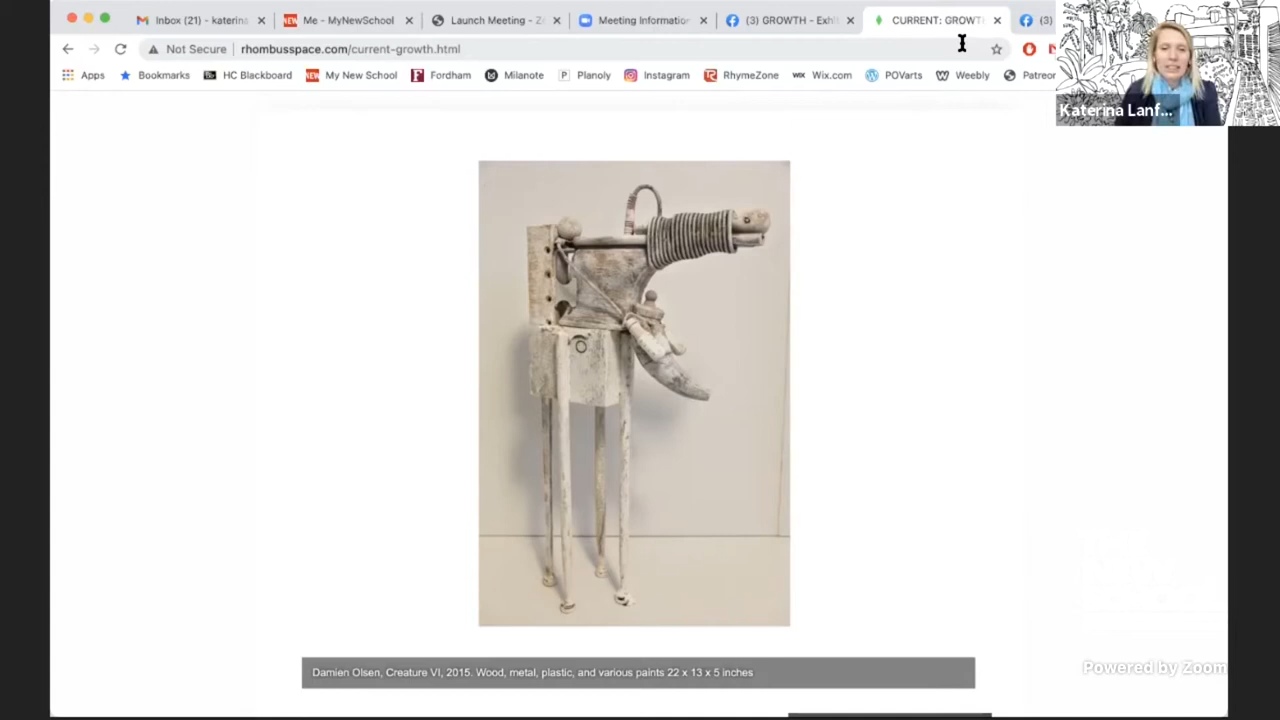 Inbox (21) - katerina
Me - MyNewSchool
Launch Meeting - Z
Meeting Information
(3) GROWTH - Exhi
CURRENT: GROWT
(3)
Not Secure
rhombusspace.com/current-growth.html
Apps
Bookmarks
HC Blackboard
My New School
Fordham
Milanote
Planoly
Instagram
RhymeZone
Wix.com
POVarts
Weebly
Patreon
Katerina Lanf...
Damien Olsen, Creature VI, 2015. Wood, metal, plastic, and various paints 22 x 13 x 5 inches
Powered by Zoom